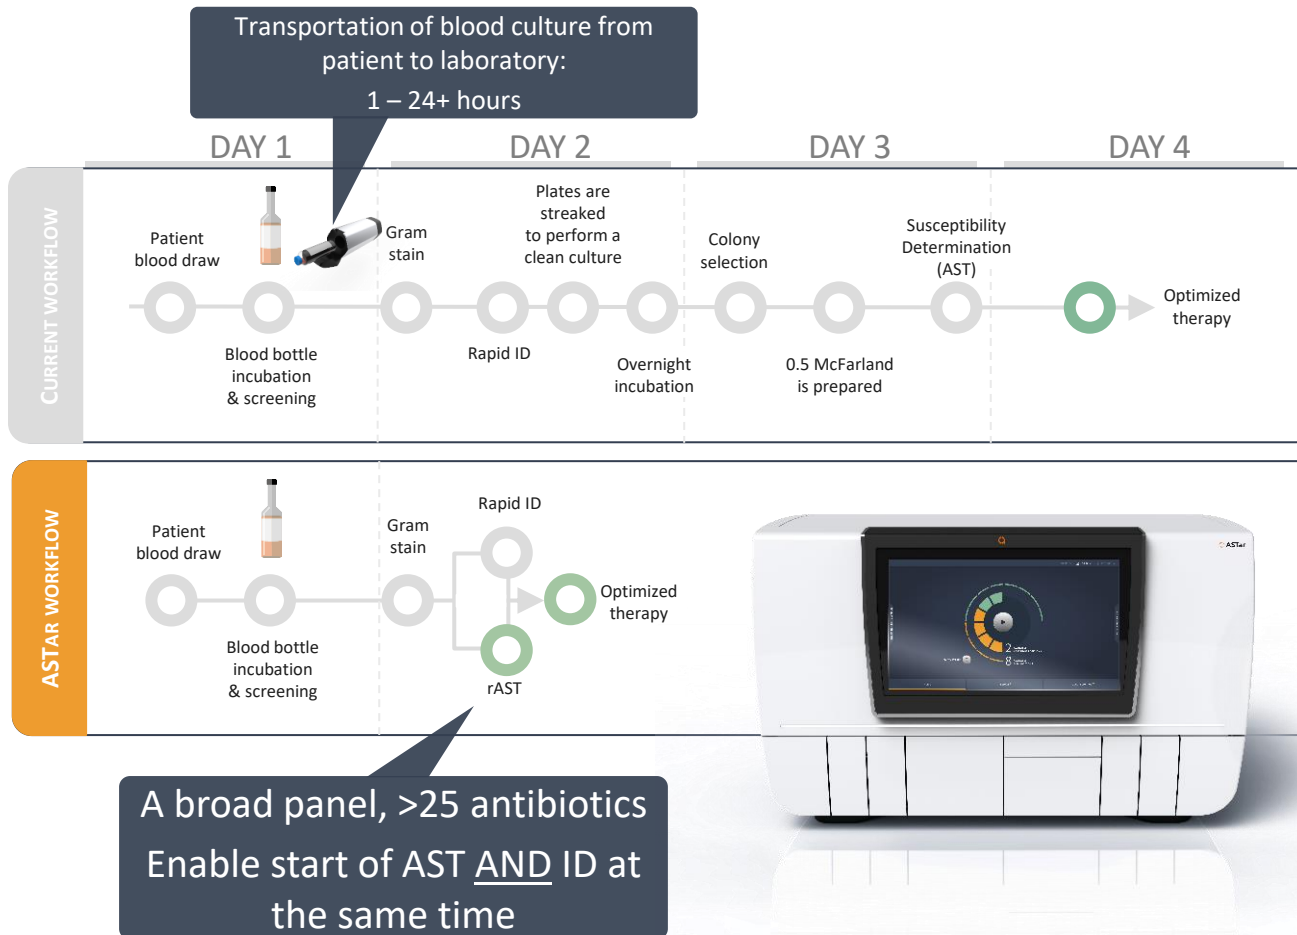 Transportation of blood culture from
patient to laboratory:
1 – 24+ hours
DAY 1
DAY 2
DAY 3
DAY 4
CURRENT WORKFLOW
Patient
blood draw
Blood bottle
incubation
& screening
Gram
stain
Rapid ID
Plates are
streaked
to perform a
clean culture
Overnight
incubation
Colony
selection
0.5 McFarland
is prepared
Susceptibility
Determination
(AST)
Optimized
therapy
ASTAR WORKFLOW
Patient
blood draw
Blood bottle
incubation
& screening
Gram
stain
Rapid ID
rAST
Optimized
therapy
A broad panel, >25 antibiotics
Enable start of AST AND ID at
the same time
ASTar
2
8